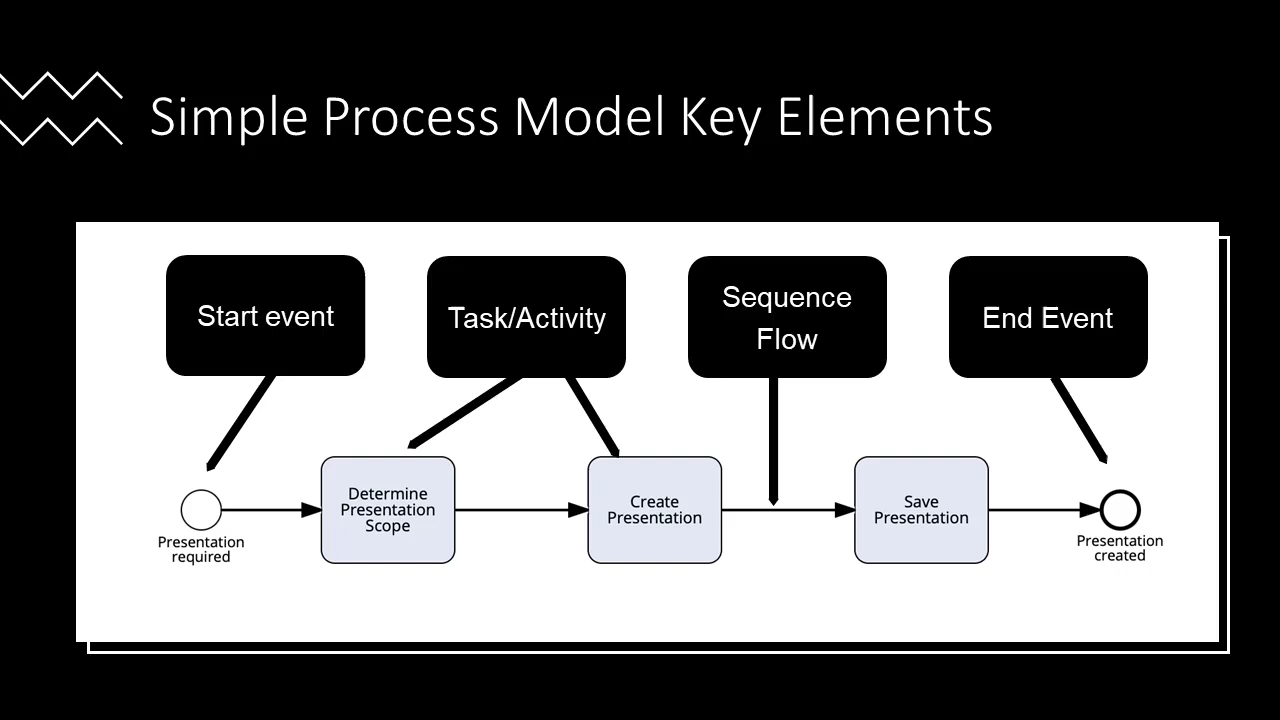 Simple Process Model Key Elements
Start event
Task/Activity
Sequence
Flow
End Event
Presentation
required
Determine
Presentation
Scope
Create
Presentation
Save
Presentation
Presentation
created